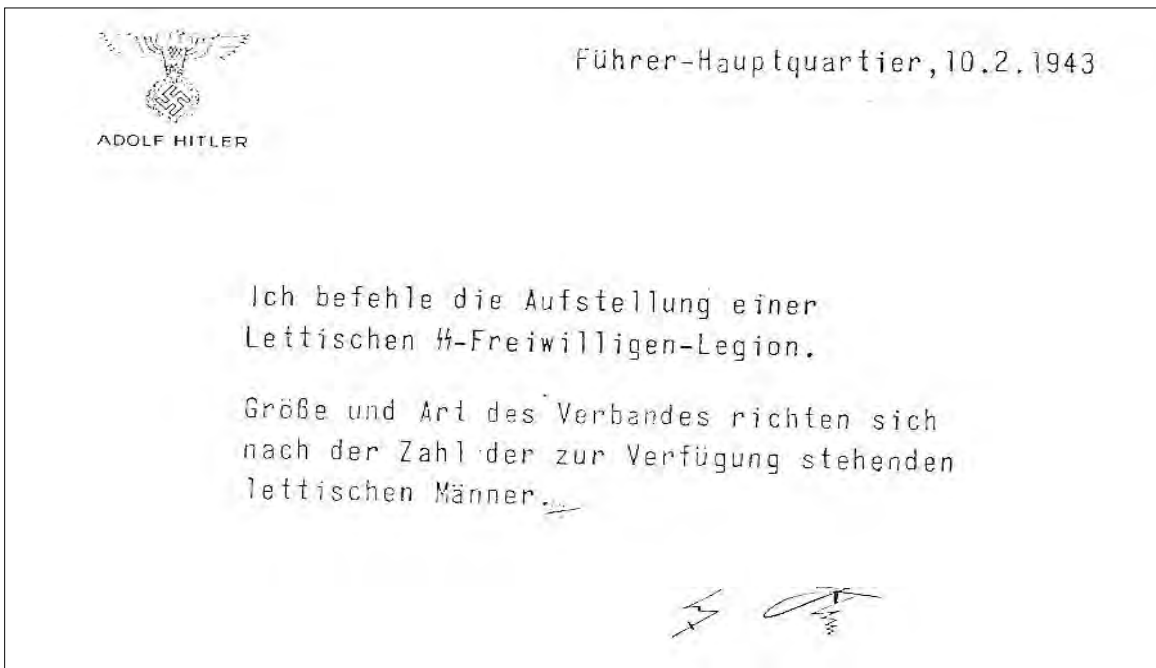 Führer-Hauptquartier, 10.2.1943
ADOLF HITLER
Ich befehle die Aufstellung einer
Lettischen ᛋᛋ-Freiwilligen-Legion.
Größe und Art des Verbandes richten sich
nach der Zahl der zur Verfügung stehenden
lettischen Männer.